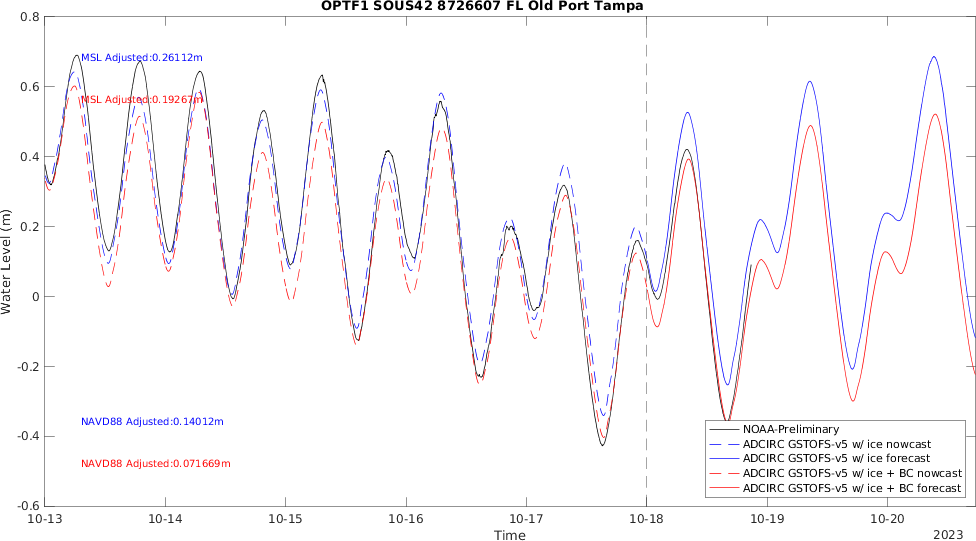 OPTF1 SOUS42 8726607 FL Old Port Tampa
0.8
0.6
0.4
0.2
0
-0.2
-0.4
-0.6
Water Level (m)
MSL Adjusted:0.26112m
MSL Adjusted:0.19267m
NAVD88 Adjusted:0.14012m
NAVD88 Adjusted:0.071669m
NOAA-Preliminary
ADCIRC GSTOFS-v5 w/ ice nowcast
ADCIRC GSTOFS-v5 w/ ice forecast
ADCIRC GSTOFS-v5 w/ ice + BC nowcast
ADCIRC GSTOFS-v5 w/ ice + BC forecast
10-13 10-14 10-15 10-16 10-17 10-18 10-19 10-20
Time
2023